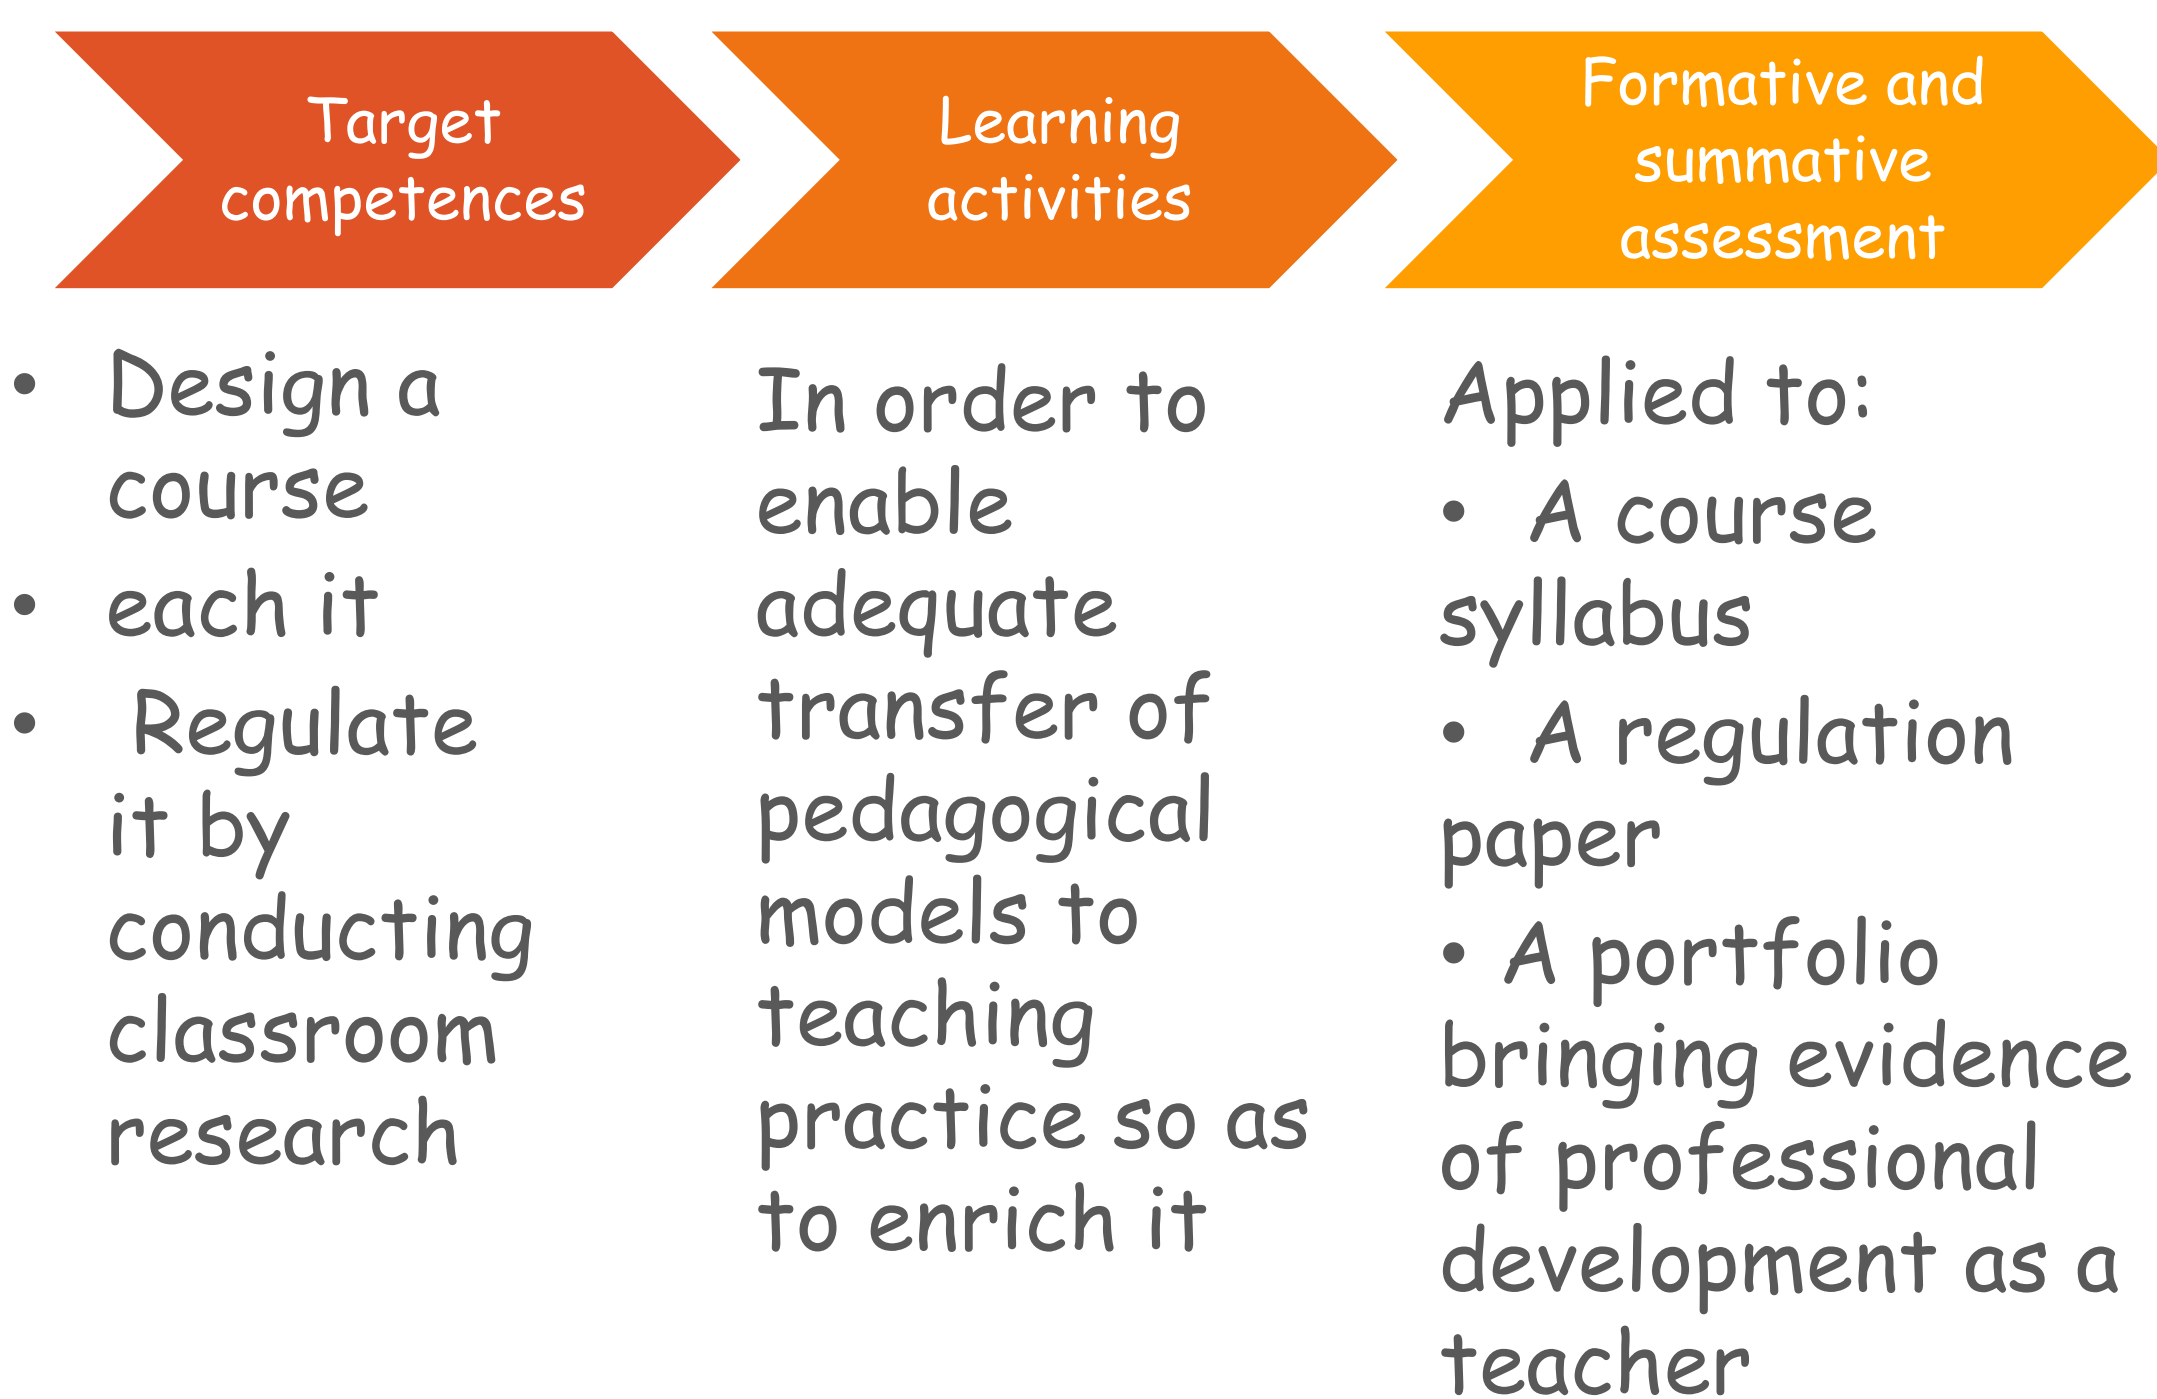 Target
competences
Learning
activities
Formative and
summative
assessment
• Design a
course
• each it
• Regulate
it by
conducting
classroom
research
In order to
enable
adequate
transfer of
pedagogical
models to
teaching
practice so as
to enrich it
Applied to:
• A course
syllabus
• A regulation
paper
• A portfolio
bringing evidence
of professional
development as a
teacher